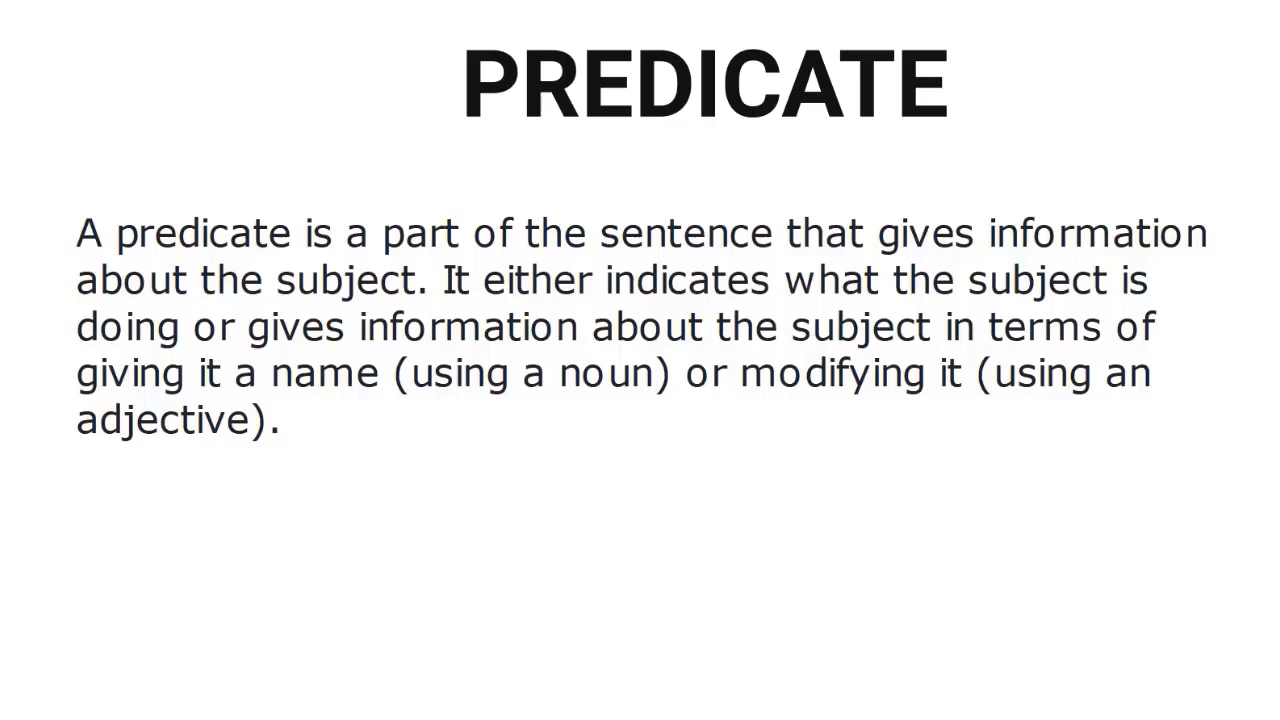 PREDICATE
A predicate is a part of the sentence that gives information
about the subject. It either indicates what the subject is
doing or gives information about the subject in terms of
giving it a name (using a noun) or modifying it (using an
adjective).